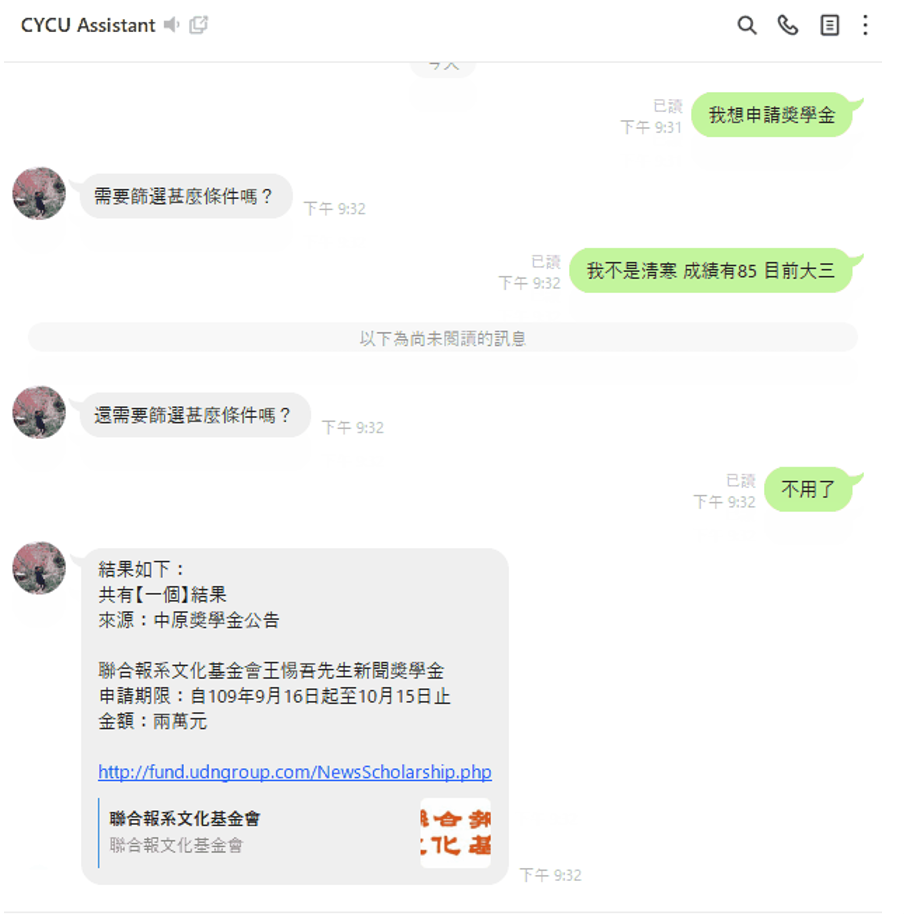 CYCU Assistant
今天
已讀
下午 9:31
我想申請獎學金
需要篩選甚麼條件嗎？
下午 9:32
已讀
下午 9:32
我不是清寒 成績有85 目前大三
以下為尚未閱讀的訊息
還需要篩選甚麼條件嗎？
下午 9:32
已讀
下午 9:32
不用了
結果如下：
共有【一個】結果
來源：中原獎學金公告
聯合報系文化基金會王惕吾先生新聞獎學金
申請期限：自109年9月16日起至10月15日止
金額：兩萬元
http://fund.udngroup.com/NewsScholarship.php
聯合報系文化基金會
聯合報文化基金會
聯合報
文化基
下午 9:32